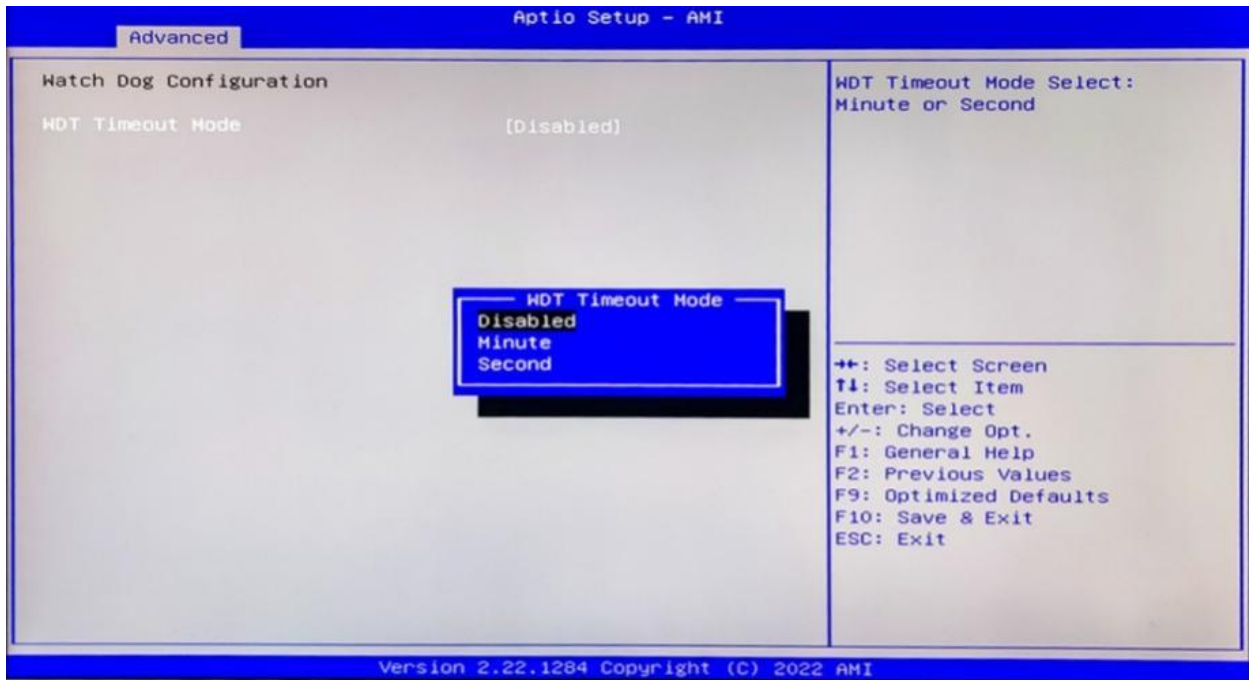 Aptio Setup – AMI
Advanced
Watch Dog Configuration
WDT Timeout Mode [Disabled]
WDT Timeout Mode
Disabled
Minute
Second
WDT Timeout Mode Select:
Minute or Second
→←: Select Screen
↑↓: Select Item
Enter: Select
+/-: Change Opt.
F1: General Help
F2: Previous Values
F9: Optimized Defaults
F10: Save & Exit
ESC: Exit
Version 2.22.1284 Copyright (C) 2022 AMI